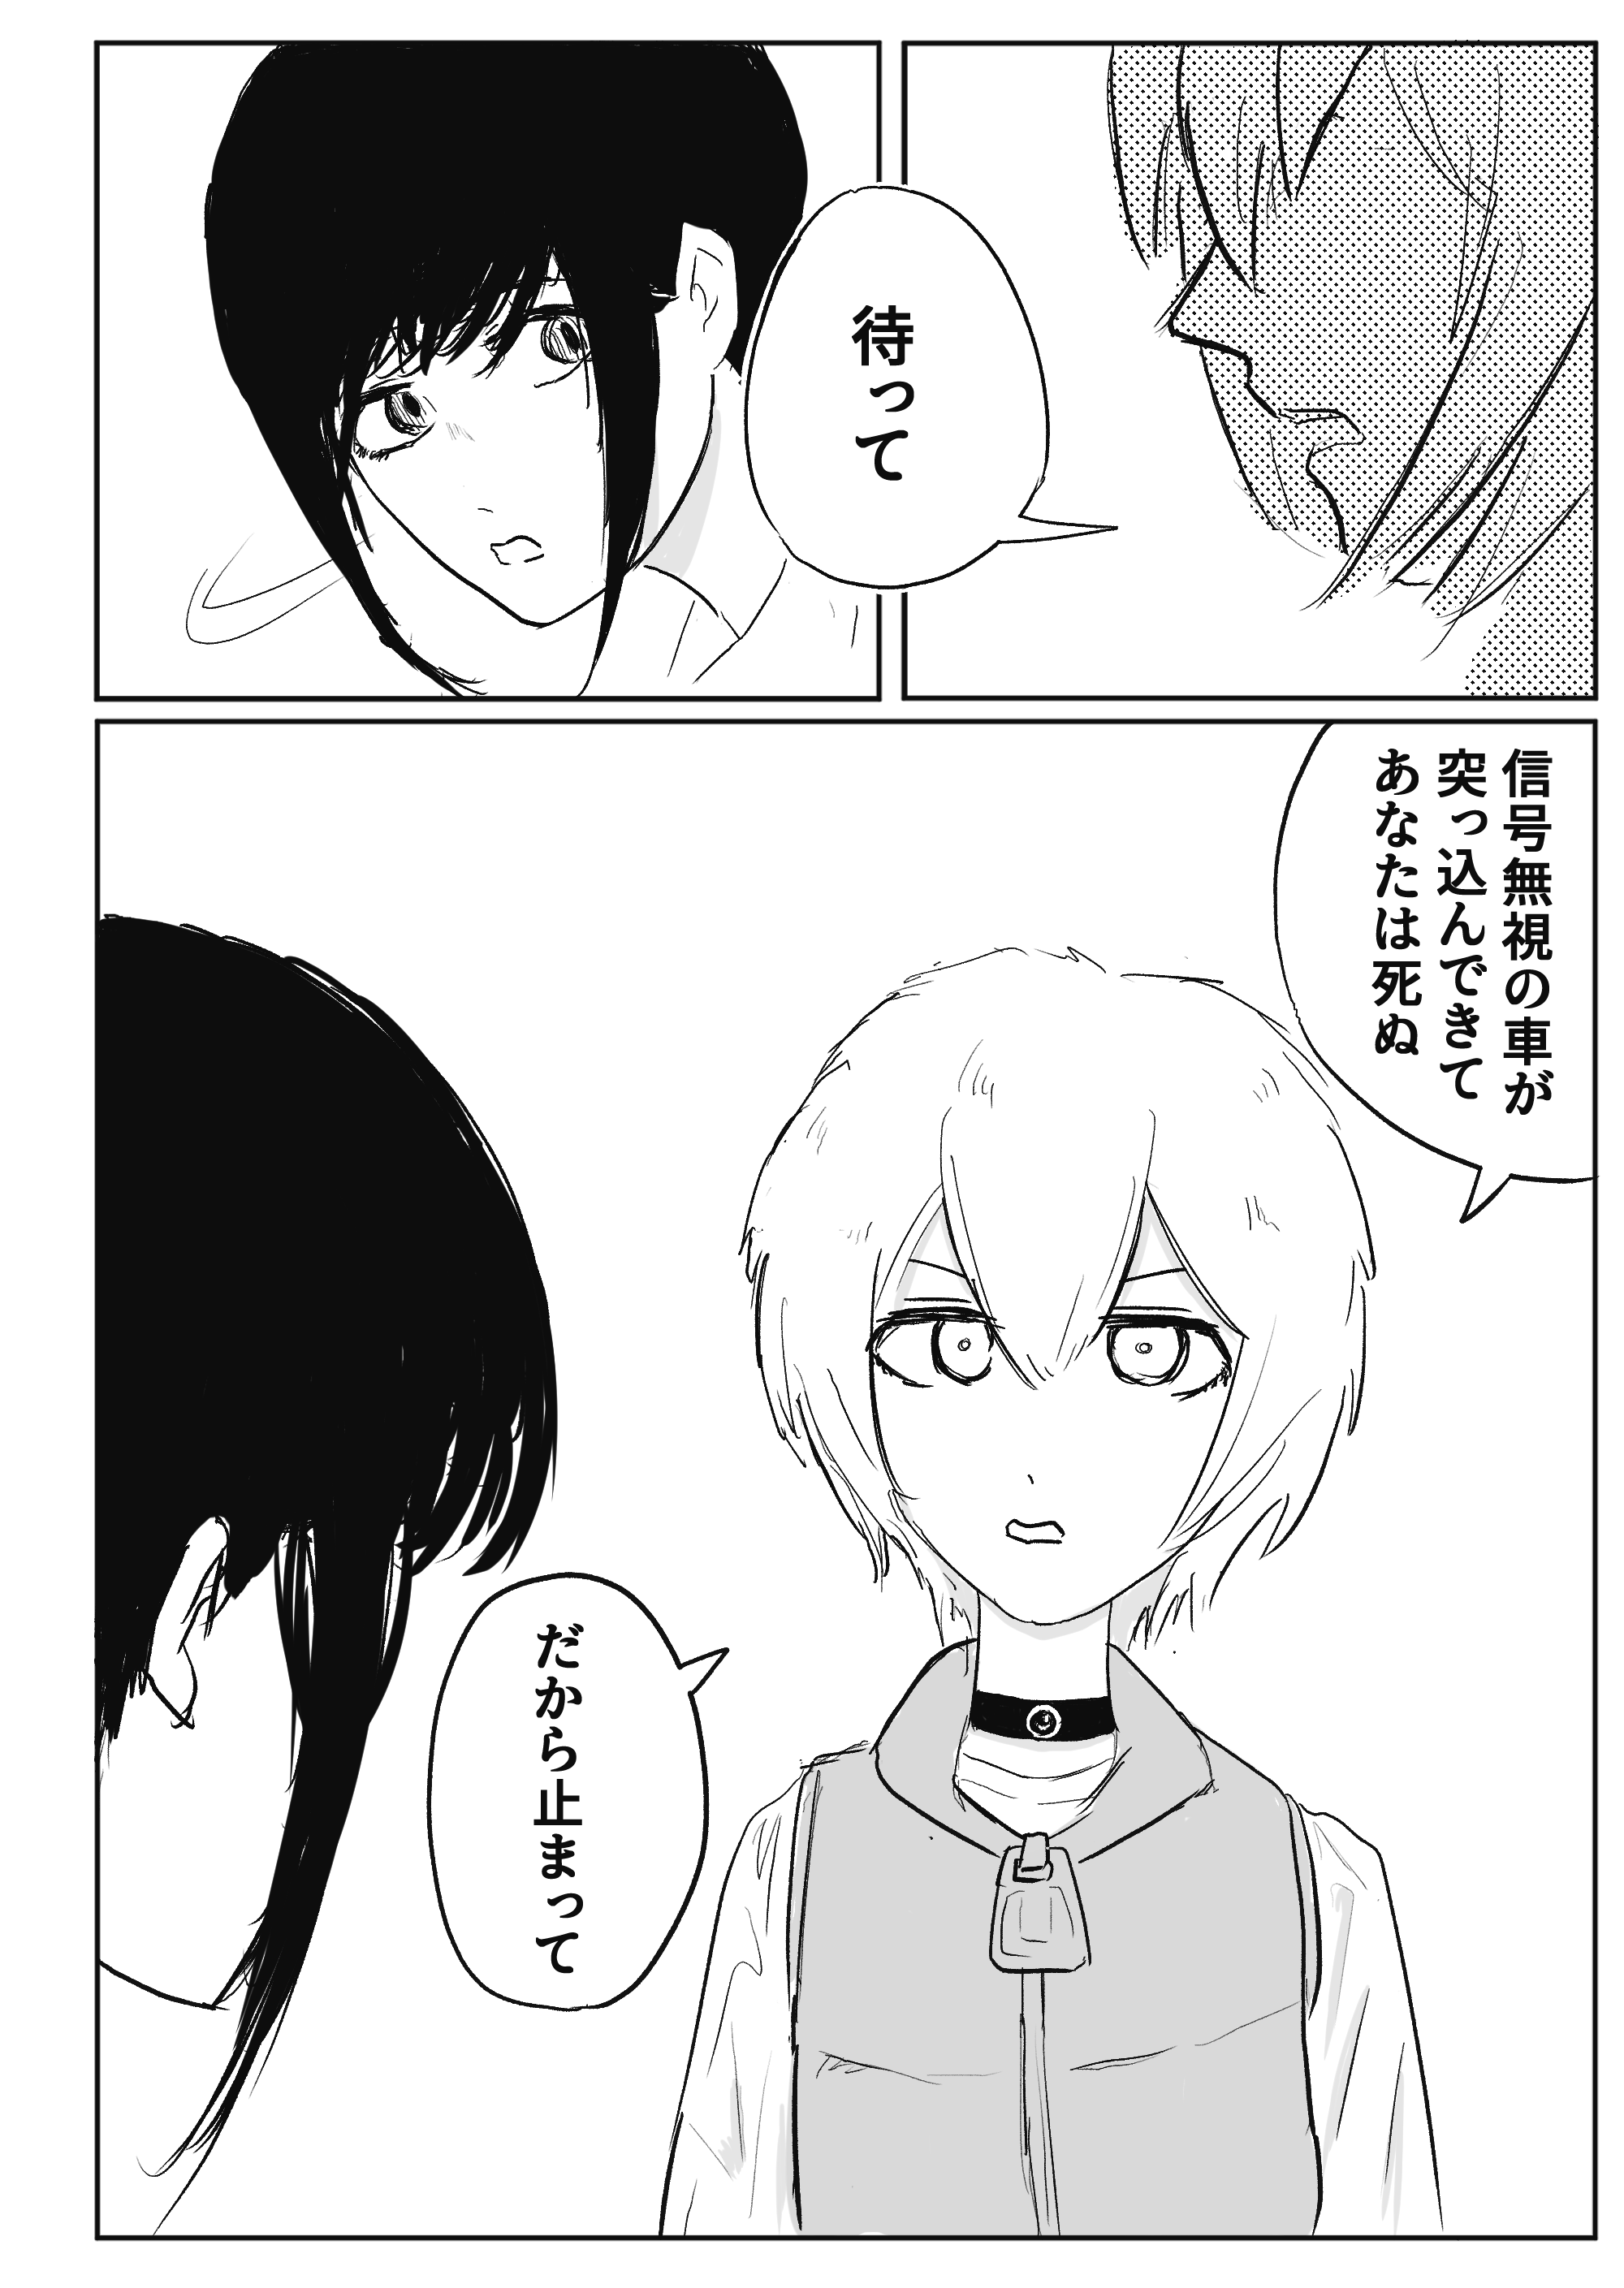 待って
信号無視の車が
突っ込んできて
あなたは死ぬ
だから止まって